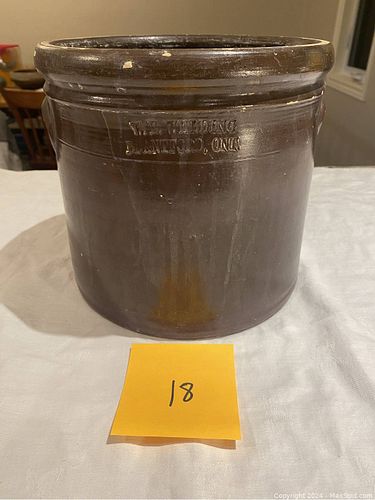 W.E. WELDING
BRANTFORD, ONT.
18
Copyright 2024 - MaxSold.com